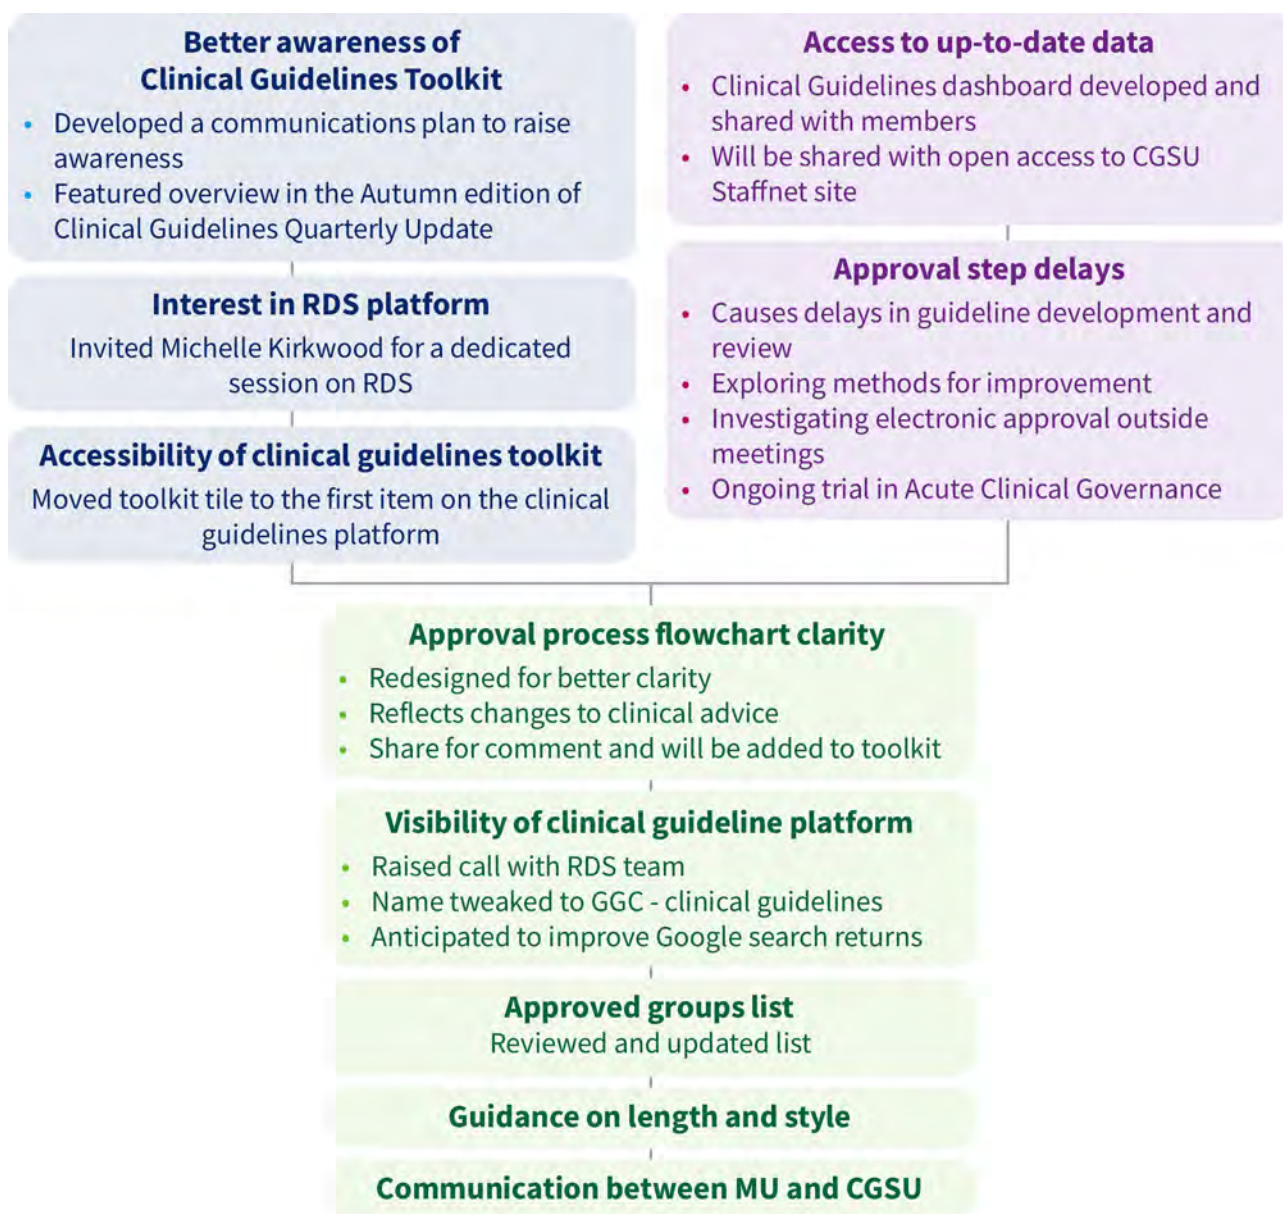 Better awareness of
Clinical Guidelines Toolkit
• Developed a communications plan to raise
awareness
• Featured overview in the Autumn edition of
Clinical Guidelines Quarterly Update
Interest in RDS platform
Invited Michelle Kirkwood for a dedicated
session on RDS
Accessibility of clinical guidelines toolkit
Moved toolkit tile to the first item on the clinical
guidelines platform
Access to up-to-date data
• Clinical Guidelines dashboard developed and
shared with members
• Will be shared with open access to CGSU
Staffnet site
Approval step delays
• Causes delays in guideline development and
review
• Exploring methods for improvement
• Investigating electronic approval outside
meetings
• Ongoing trial in Acute Clinical Governance
Approval process flowchart clarity
• Redesigned for better clarity
• Reflects changes to clinical advice
• Share for comment and will be added to toolkit
Visibility of clinical guideline platform
• Raised call with RDS team
• Name tweaked to GGC - clinical guidelines
• Anticipated to improve Google search returns
Approved groups list
Reviewed and updated list
Guidance on length and style
Communication between MU and CGSU